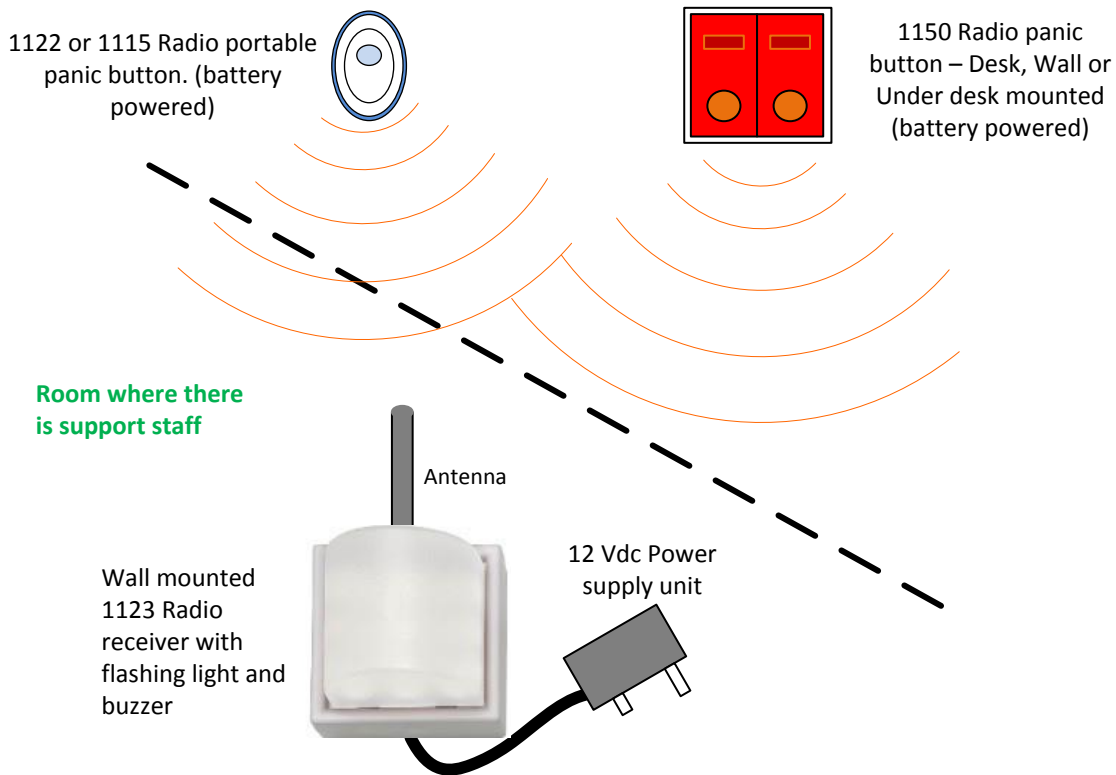 1122 or 1115 Radio portable
panic button. (battery
powered)
1150 Radio panic
button – Desk, Wall or
Under desk mounted
(battery powered)
Room where there
is support staff
Antenna
12 Vdc Power
supply unit
Wall mounted
1123 Radio
receiver with
flashing light and
buzzer